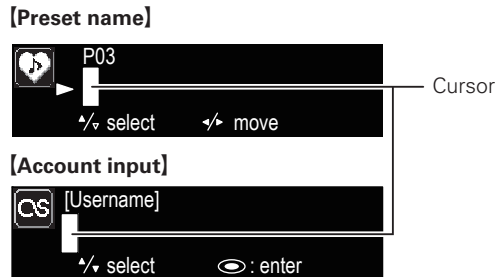 【Preset name】
P03
Cursor
△/▽ select ◁/▷ move
【Account input】
[Username]
△/▽ select : enter